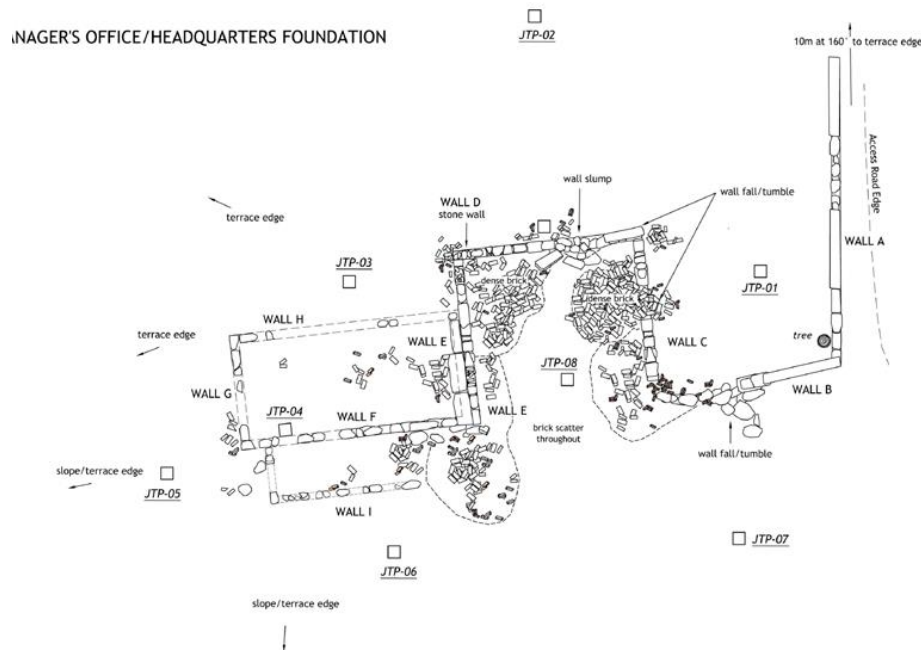 ANAGER'S OFFICE/HEADQUARTERS FOUNDATION
JTP-02
10m at 160° to terrace edge
Access Road Edge
wall slump
wall fall/tumble
terrace edge
WALL D
stone wall
WALL A
JTP-03
JTP-01
dense brick
dense brick
WALL H
terrace edge
WALL E
tree
WALL C
JTP-08
WALL G
WALL B
JTP-04
WALL F
WALL E
brick scatter
throughout
wall fall/tumble
slope/terrace edge
JTP-05
WALL I
JTP-07
JTP-06
slope/terrace edge